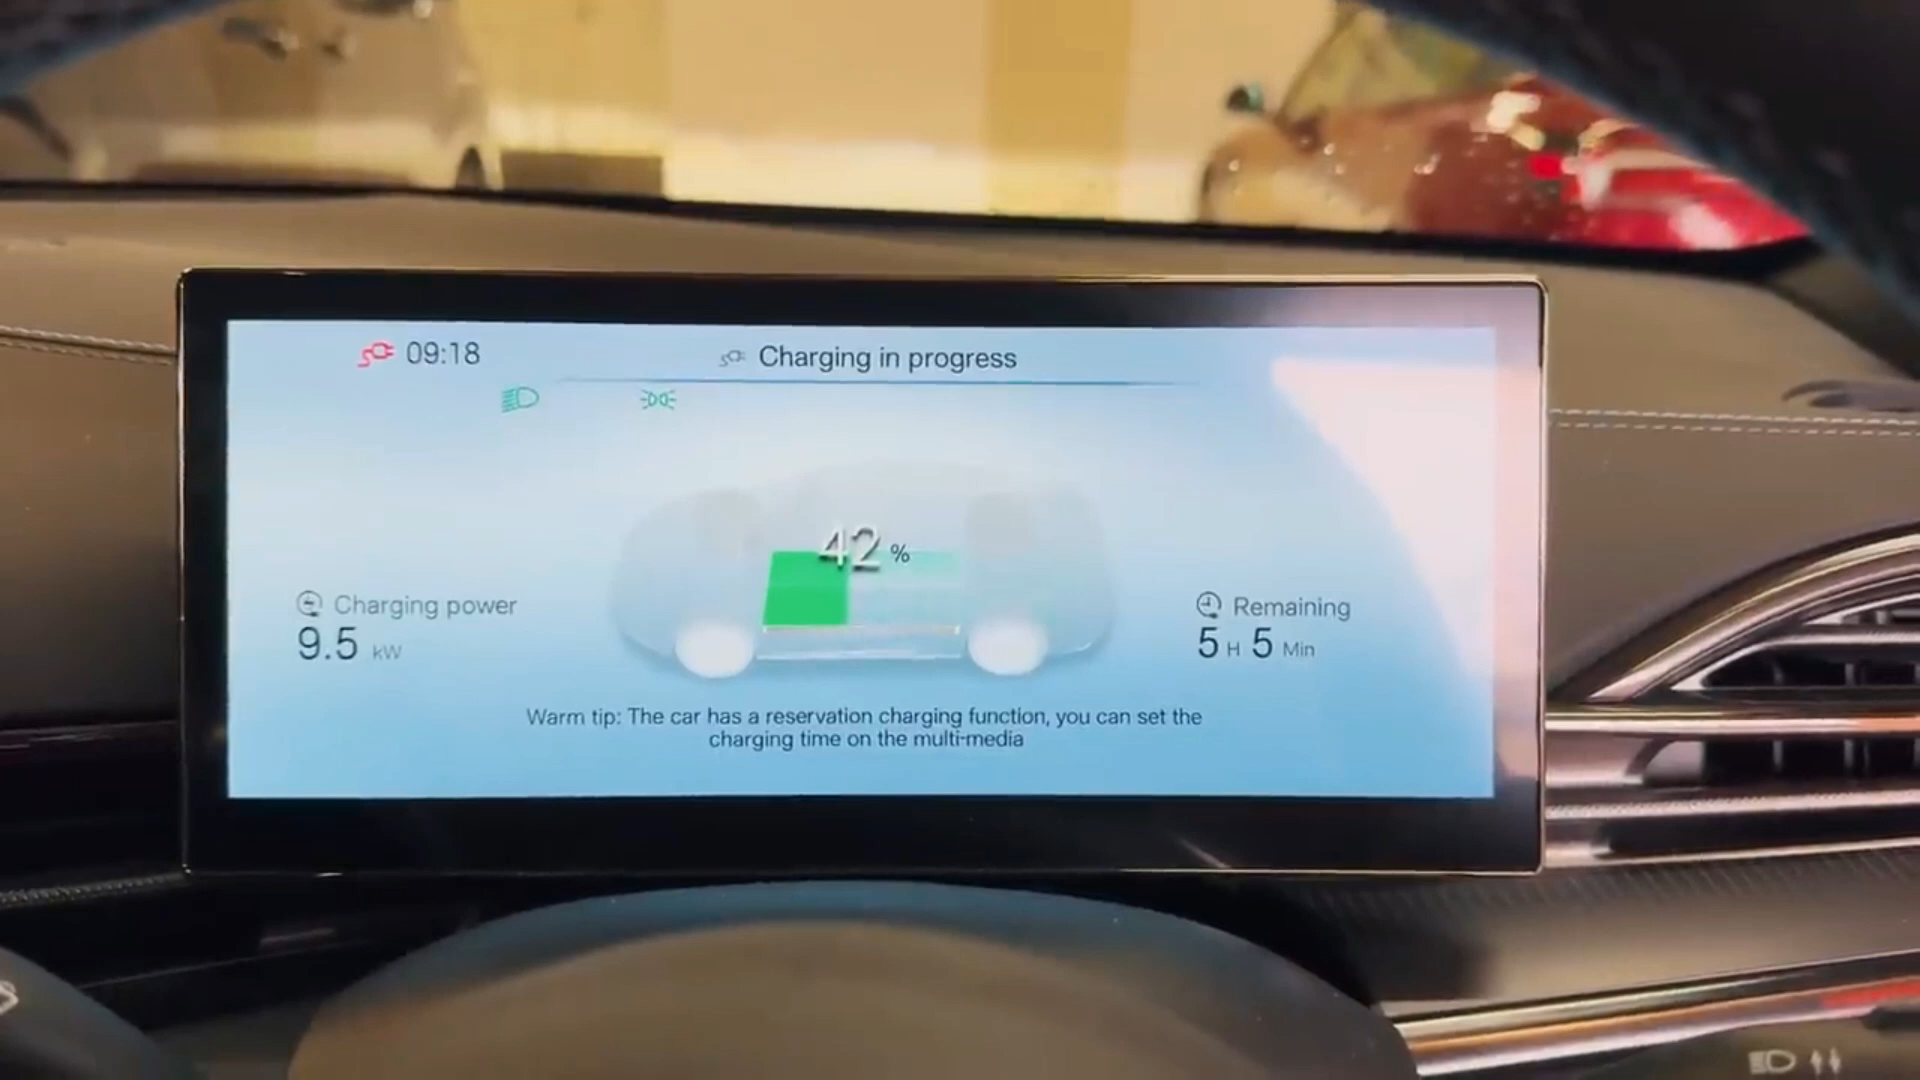 09:18
Charging in progress
42 %
Charging power
9.5 kW
Remaining
5 H 5 Min
Warm tip: The car has a reservation charging function, you can set the
charging time on the multi-media